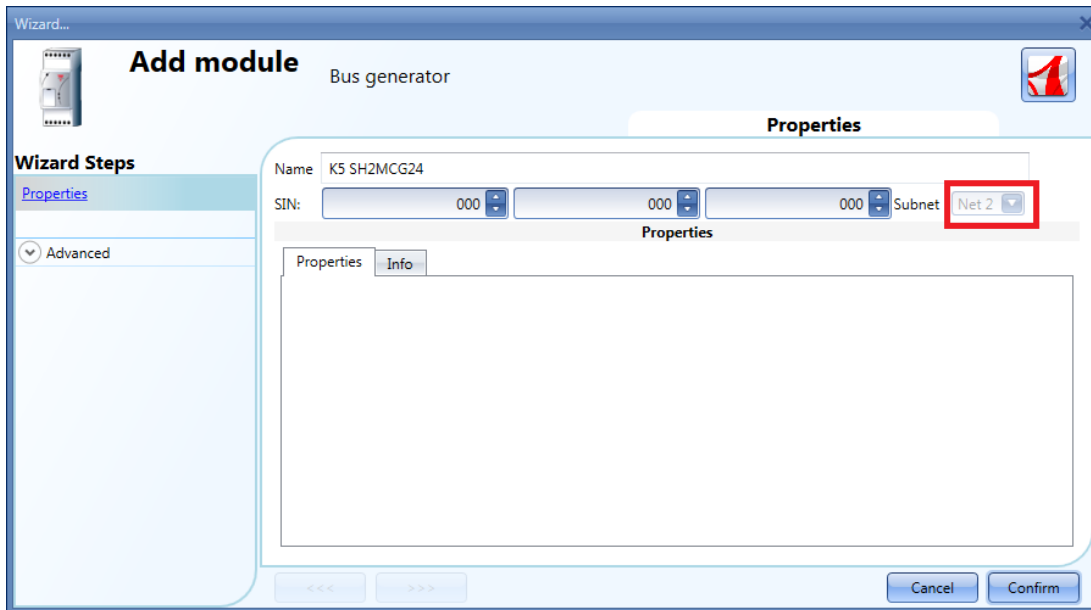 Wizard...
Add module
Bus generator
Properties
Wizard Steps
Properties
Advanced
Name K5 SH2MCG24
SIN: 000 000 000 Subnet Net 2
Properties
Properties Info
<<< >>> Cancel Confirm